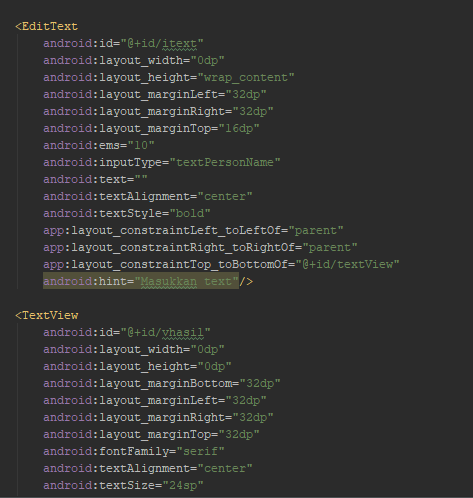 <EditText
android:id="@+id/itext"
android:layout_width="0dp"
android:layout_height="wrap_content"
android:layout_marginLeft="32dp"
android:layout_marginRight="32dp"
android:layout_marginTop="16dp"
android:ems="10"
android:inputType="textPersonName"
android:text=""
android:textAlignment="center"
android:textStyle="bold"
app:layout_constraintLeft_toLeftOf="parent"
app:layout_constraintRight_toRightOf="parent"
app:layout_constraintTop_toBottomOf="@+id/textView"
android:hint="Masukkan text"/>
<TextView
android:id="@+id/vhasil"
android:layout_width="0dp"
android:layout_height="0dp"
android:layout_marginBottom="32dp"
android:layout_marginLeft="32dp"
android:layout_marginRight="32dp"
android:layout_marginTop="32dp"
android:fontFamily="serif"
android:textAlignment="center"
android:textSize="24sp"